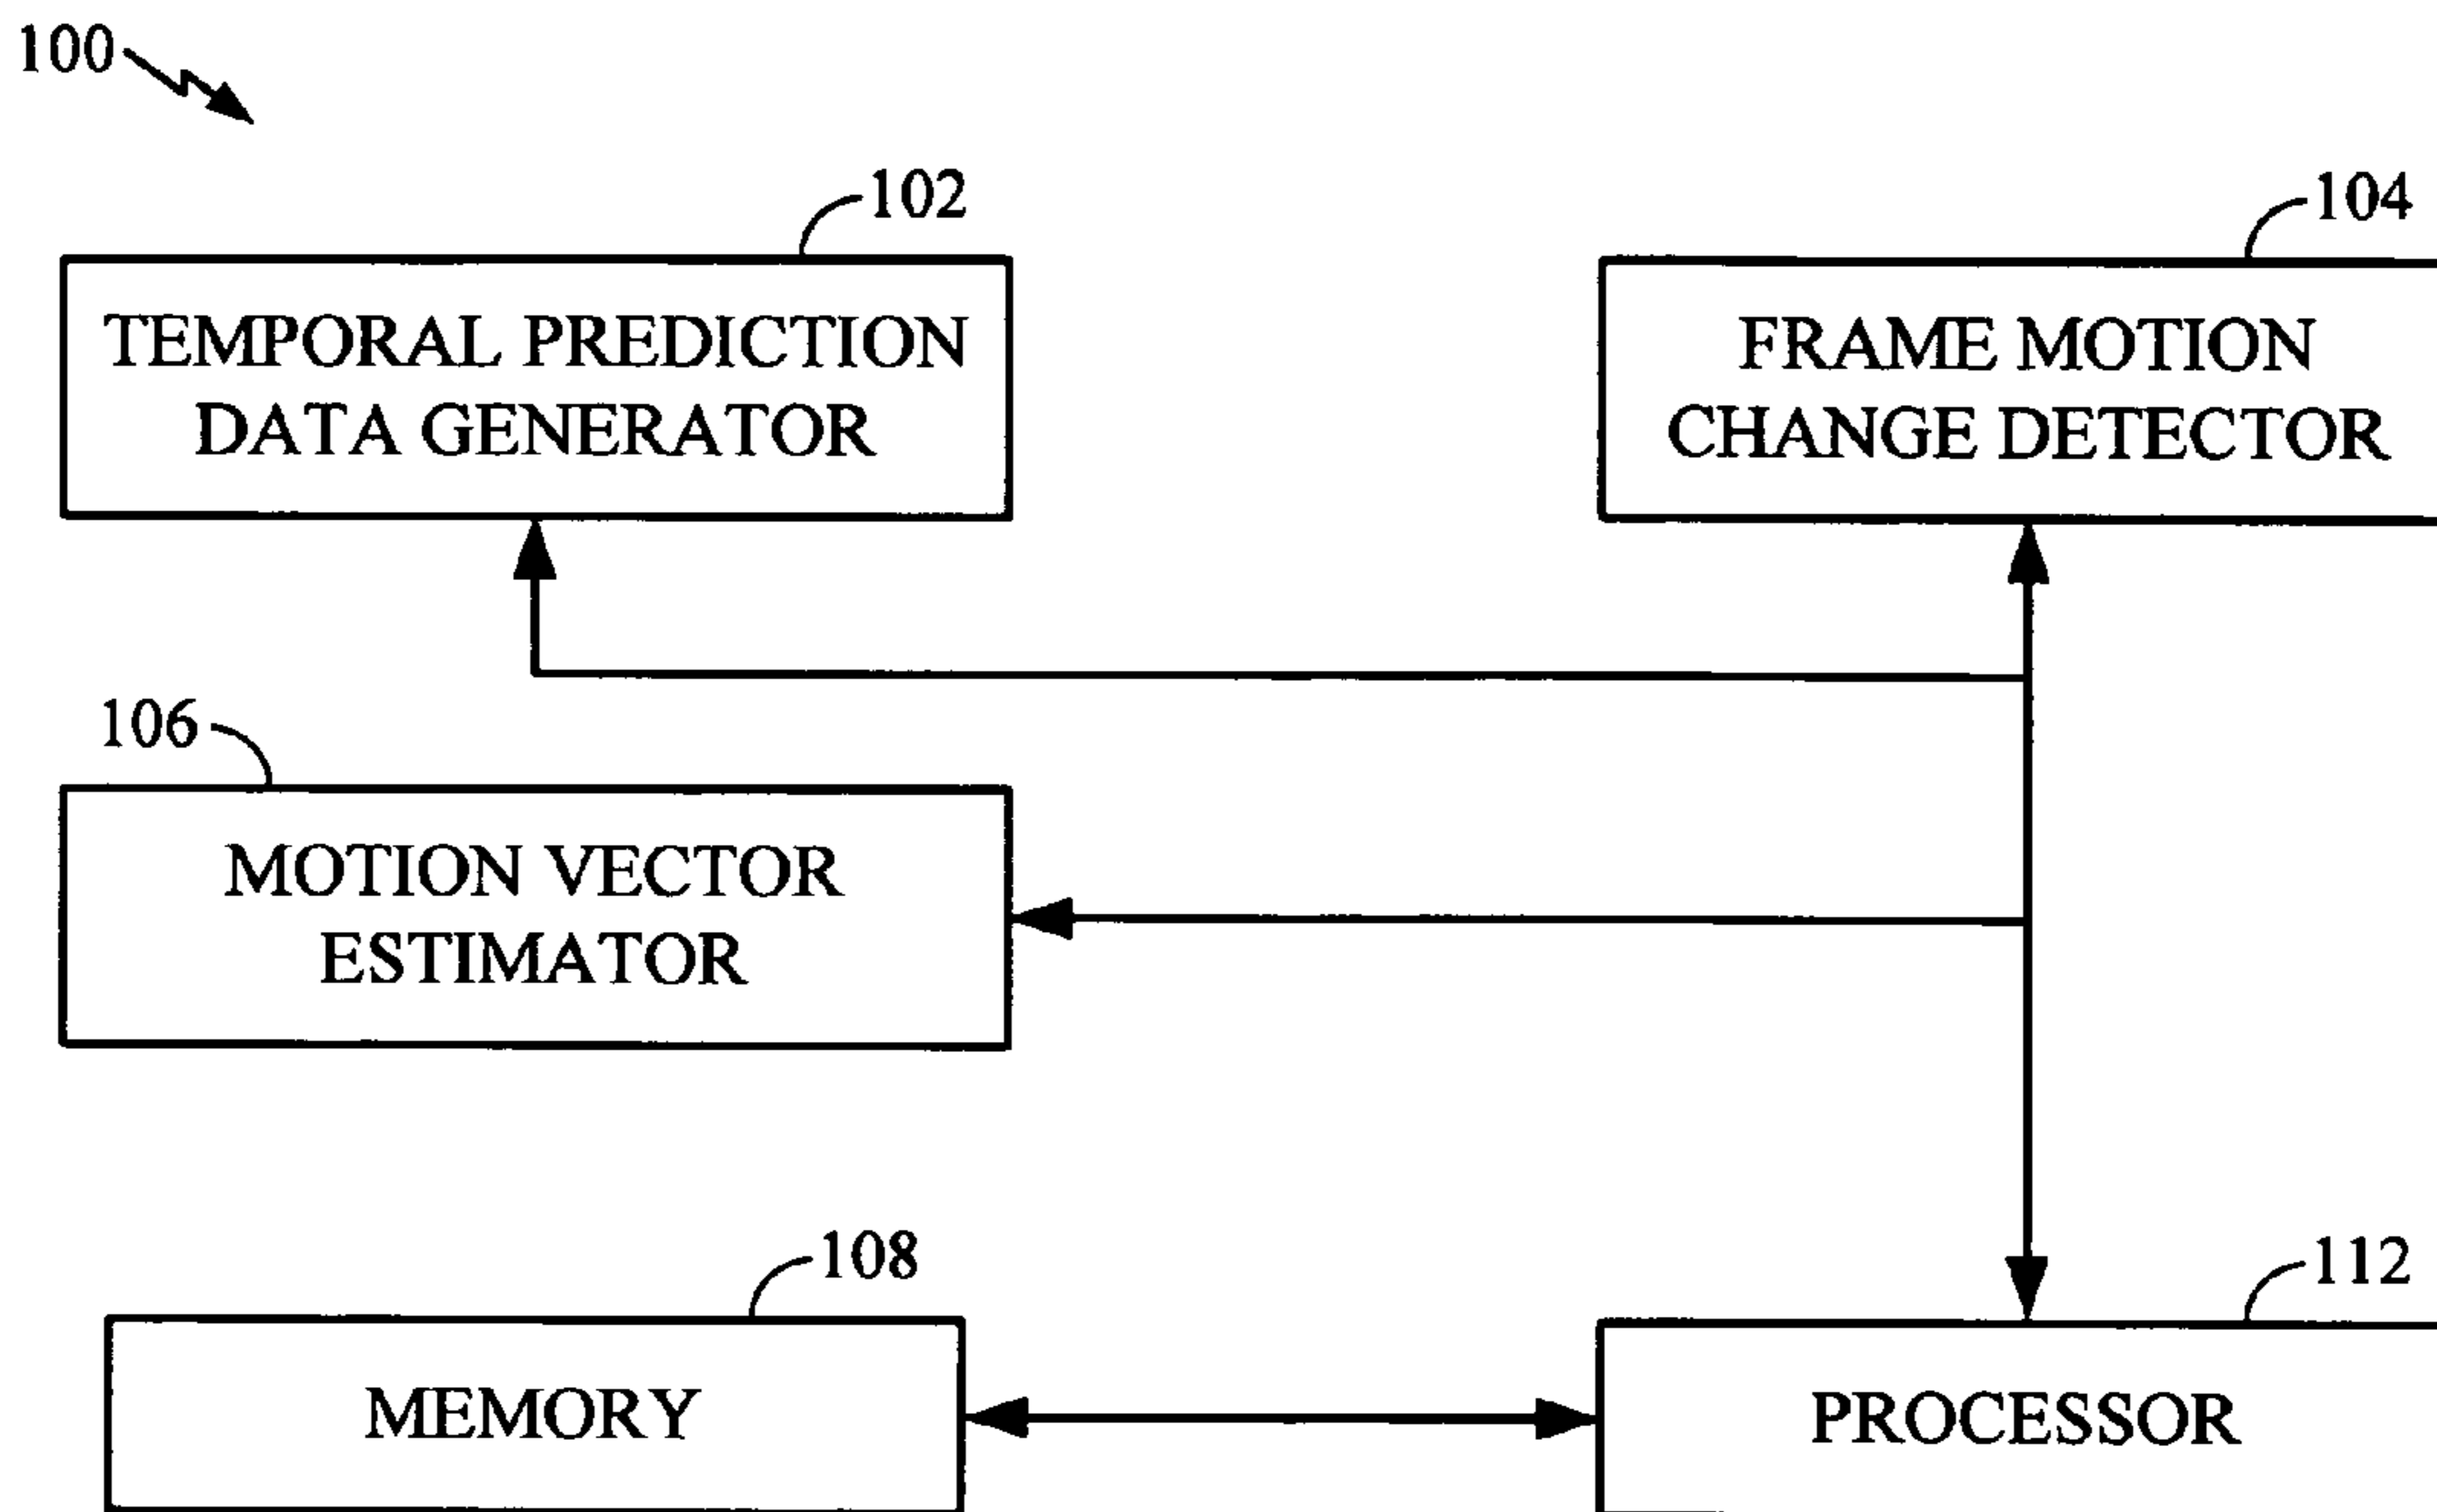 100
102
104
TEMPORAL PREDICTION
DATA GENERATOR
FRAME MOTION
CHANGE DETECTOR
106
MOTION VECTOR
ESTIMATOR
108
112
MEMORY
PROCESSOR